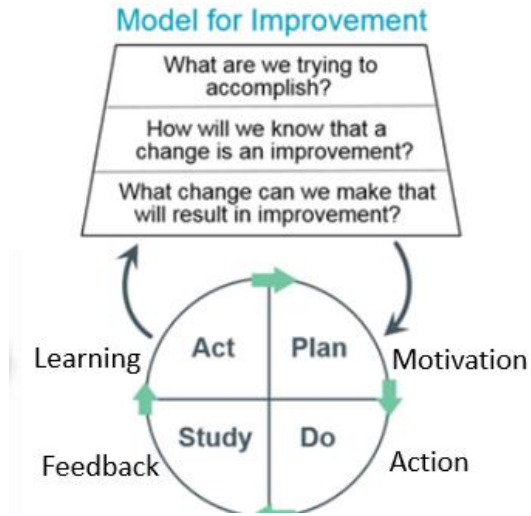 Model for Improvement
What are we trying to
accomplish?
How will we know that a
change is an improvement?
What change can we make that
will result in improvement?
Learning
Act
Plan
Motivation
Feedback
Study
Do
Action